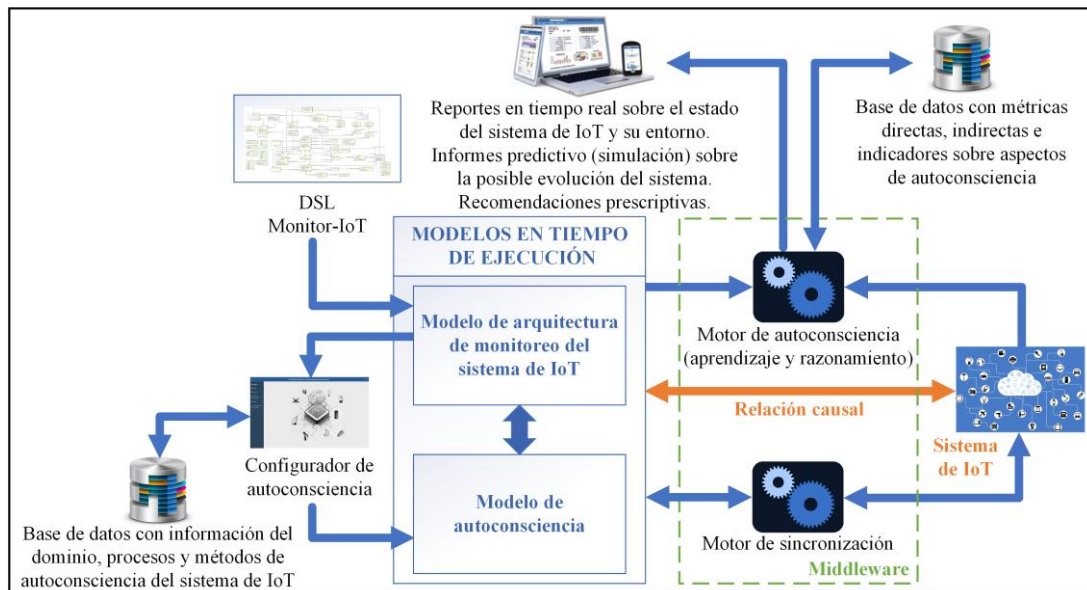 Reportes en tiempo real sobre el estado
del sistema de IoT y su entorno.
Informes predictivo (simulación) sobre
la posible evolución del sistema.
Recomendaciones prescriptivas.
Base de datos con métricas
directas, indirectas e
indicadores sobre aspectos
de autoconsciencia
DSL
Monitor-IoT
MODELOS EN TIEMPO
DE EJECUCIÓN
Modelo de arquitectura
de monitoreo del
sistema de IoT
Motor de autoconsciencia
(aprendizaje y razonamiento)
Relación causal
Sistema
de IoT
Configurador de
autoconsciencia
Modelo de
autoconsciencia
Base de datos con información del
dominio, procesos y métodos de
autoconsciencia del sistema de IoT
Motor de sincronización
Middleware